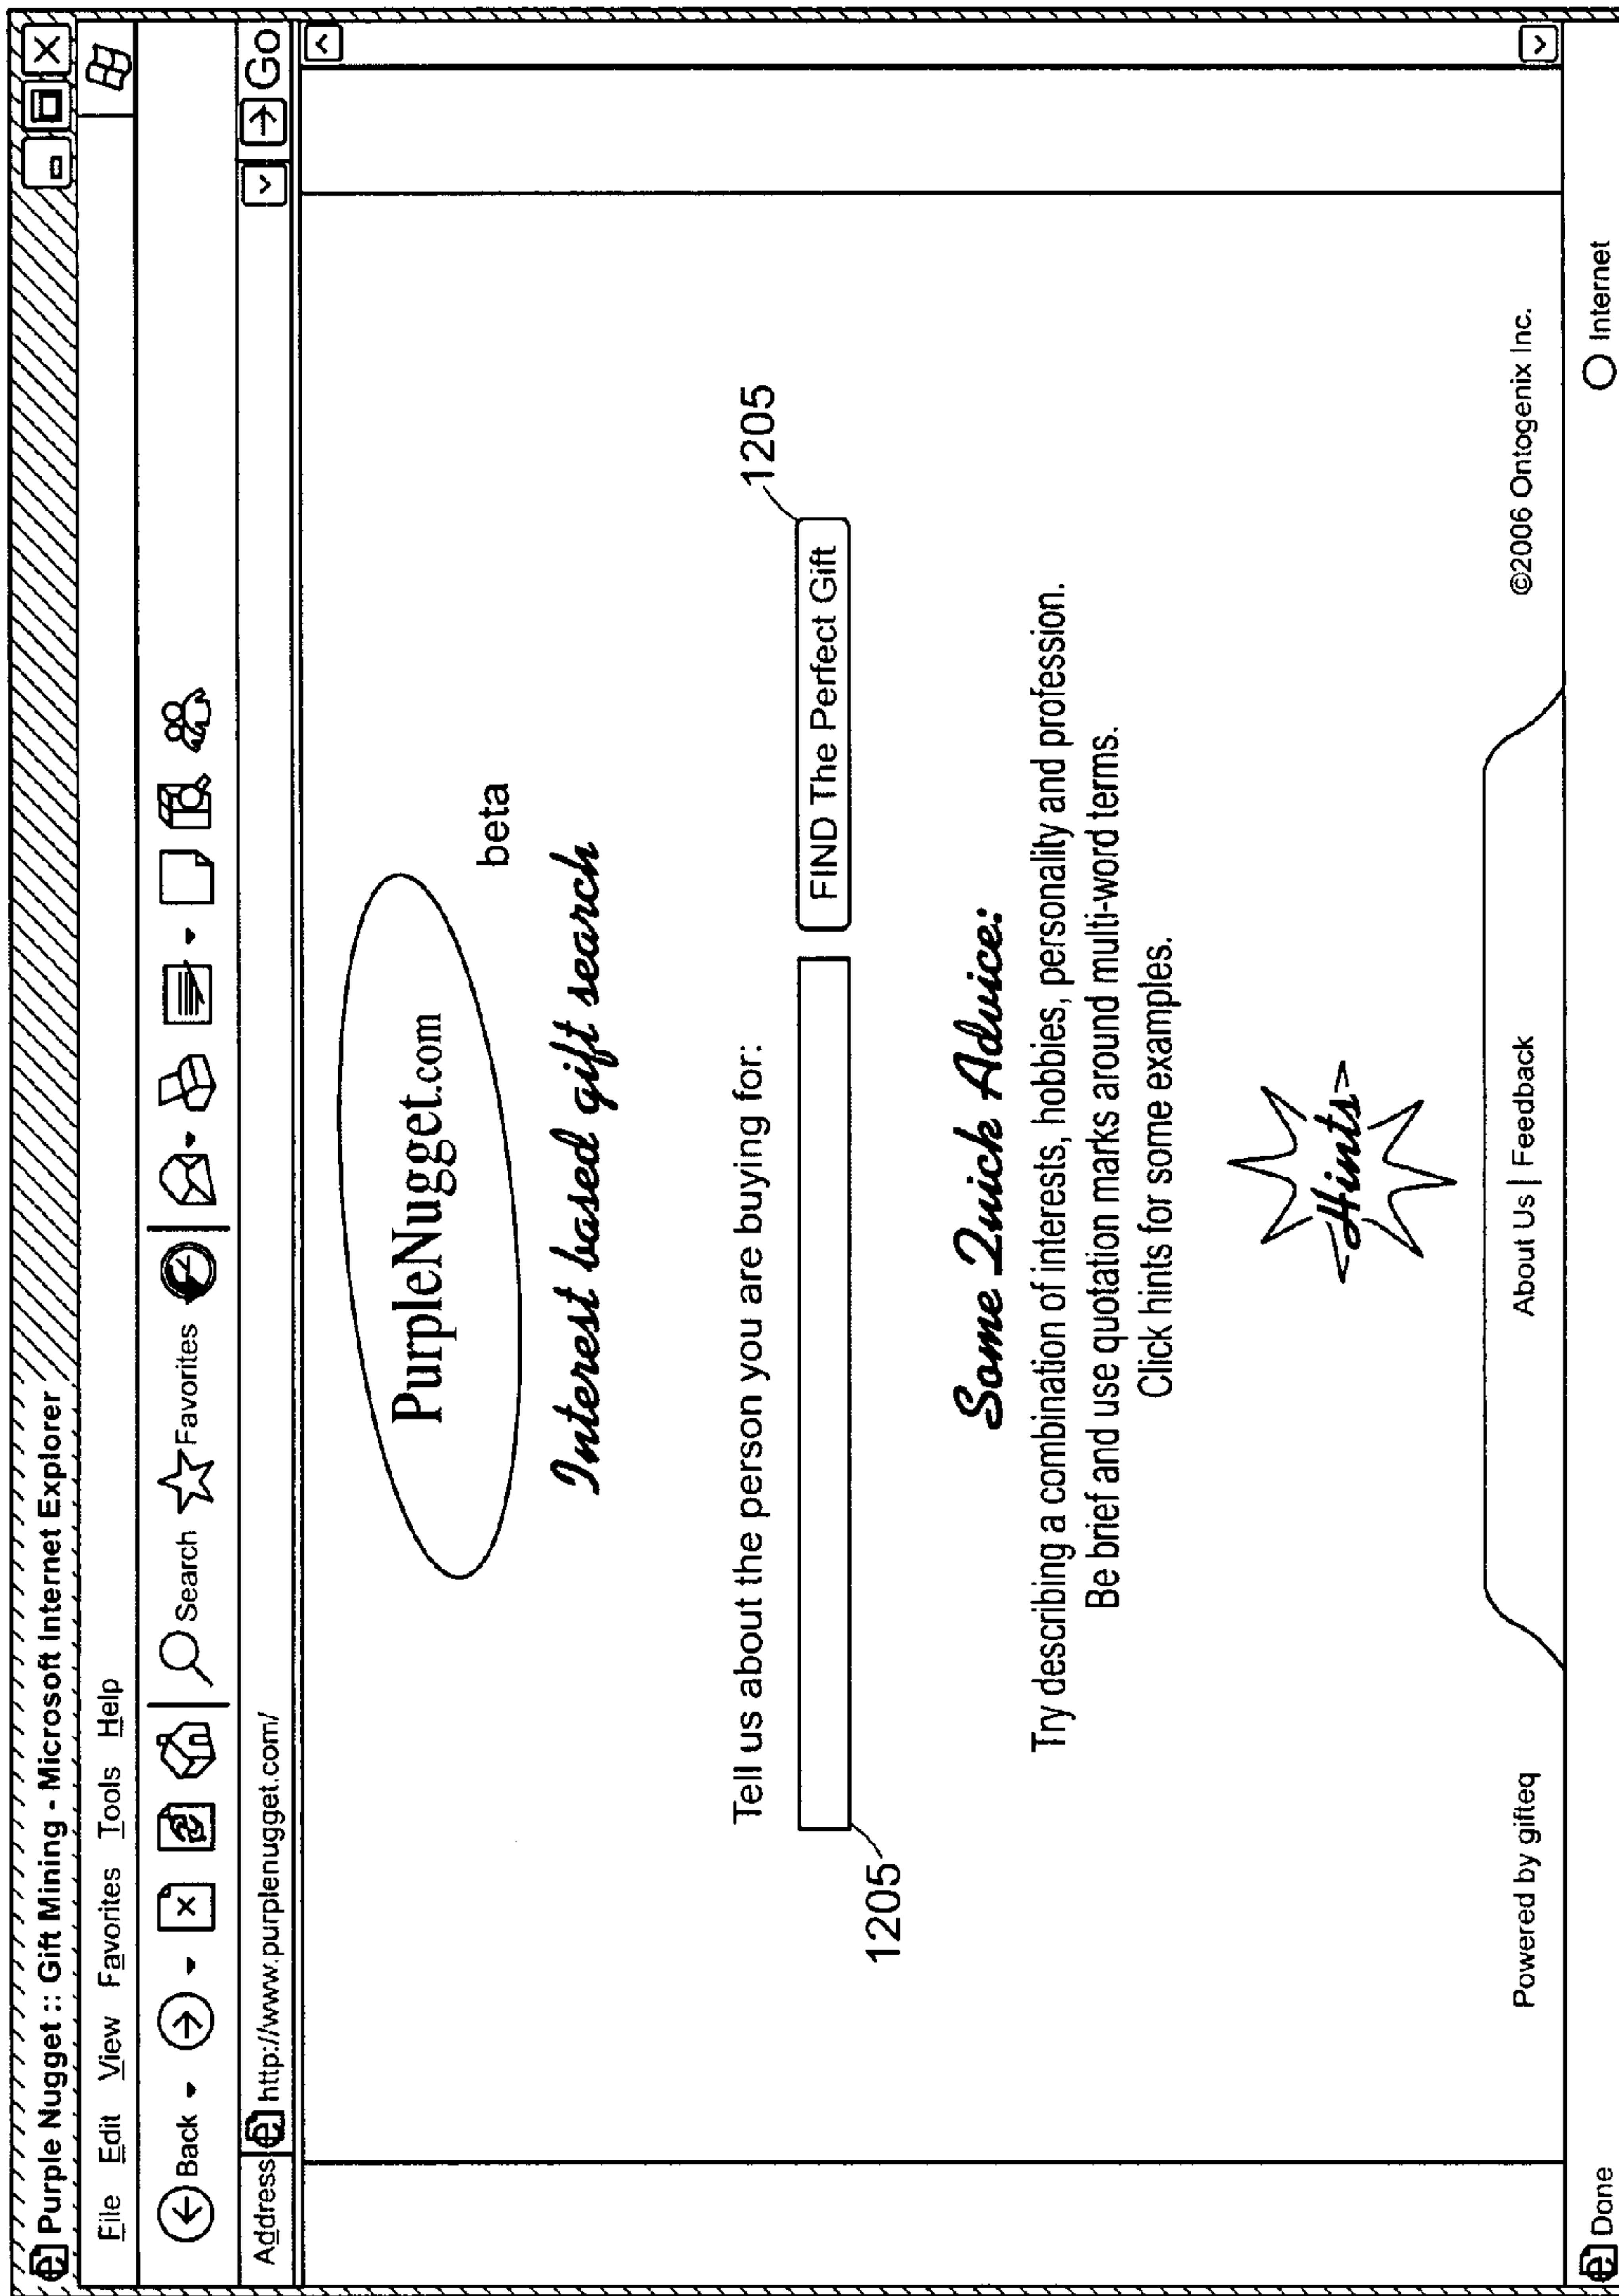 Purple Nugget :: Gift Mining - Microsoft Internet Explorer
File Edit View Favorites Tools Help
Back Search Favorites
Address http://www.purplenugget.com/ Go
PurpleNugget.com
beta
Interest based gift search
Tell us about the person you are buying for:
1205
FIND The Perfect Gift
1205
Some Quick Advice:
Try describing a combination of interests, hobbies, personality and profession.
Be brief and use quotation marks around multi-word terms.
Click hints for some examples.
Hints
Powered by gifteq
About Us | Feedback
©2006 Ontogenix Inc.
Done
Internet